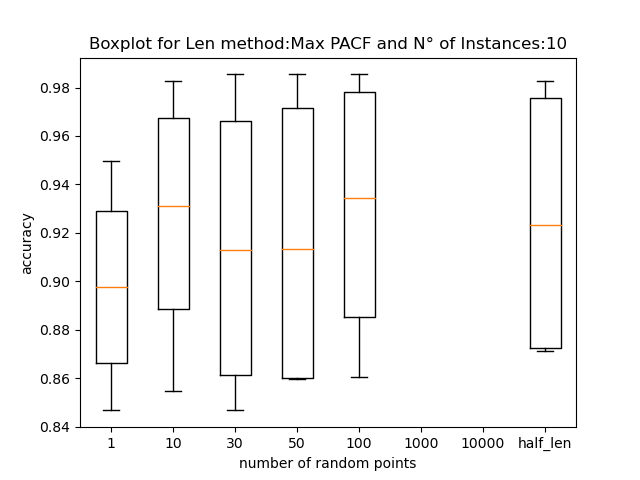 Boxplot for Len method:Max PACF and N° of Instances:10
0.98
0.96
0.94
0.92
0.90
0.88
0.86
0.84
accuracy
1 10 30 50 100 1000 10000 half_len
number of random points